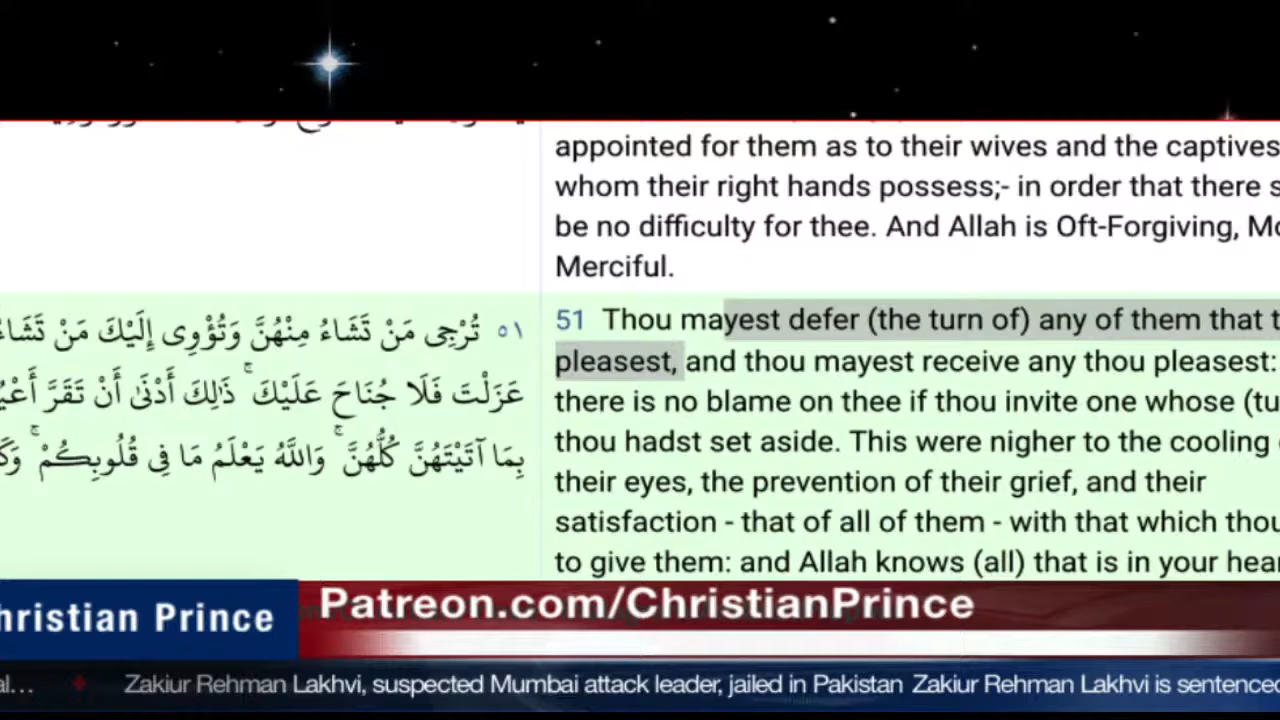 appointed for them as to their wives and the captives
whom their right hands possess;- in order that there
be no difficulty for thee. And Allah is Oft-Forgiving,
Merciful.
٥١ تُرْجِى مَنْ تَشَاءُ مِنْهُنَّ وَتُؤْوِى إِلَيْكَ مَنْ تَشَاءُ
عَزَلْتَ فَلَا جُنَاحَ عَلَيْكَ ۚ ذَٰلِكَ أَدْنَىٰ أَنْ تَقَرَّ
بِمَا آتَيْتَهُنَّ كُلُّهُنَّ ۚ وَاللَّهُ يَعْلَمُ مَا فِى قُلُوبِكُمْ ۚ
51 Thou mayest defer (the turn of) any of them that
pleasest, and thou mayest receive any thou pleasest:
there is no blame on thee if thou invite one whose
thou hadst set aside. This were nigher to the cooling
their eyes, the prevention of their grief, and their
satisfaction - that of all of them - with that which
to give them: and Allah knows (all) that is in your
hristian Prince
Patreon.com/ChristianPrince
al... Zakiur Rehman Lakhvi, suspected Mumbai attack leader, jailed in Pakistan Zakiur Rehman Lakhvi is sentenced